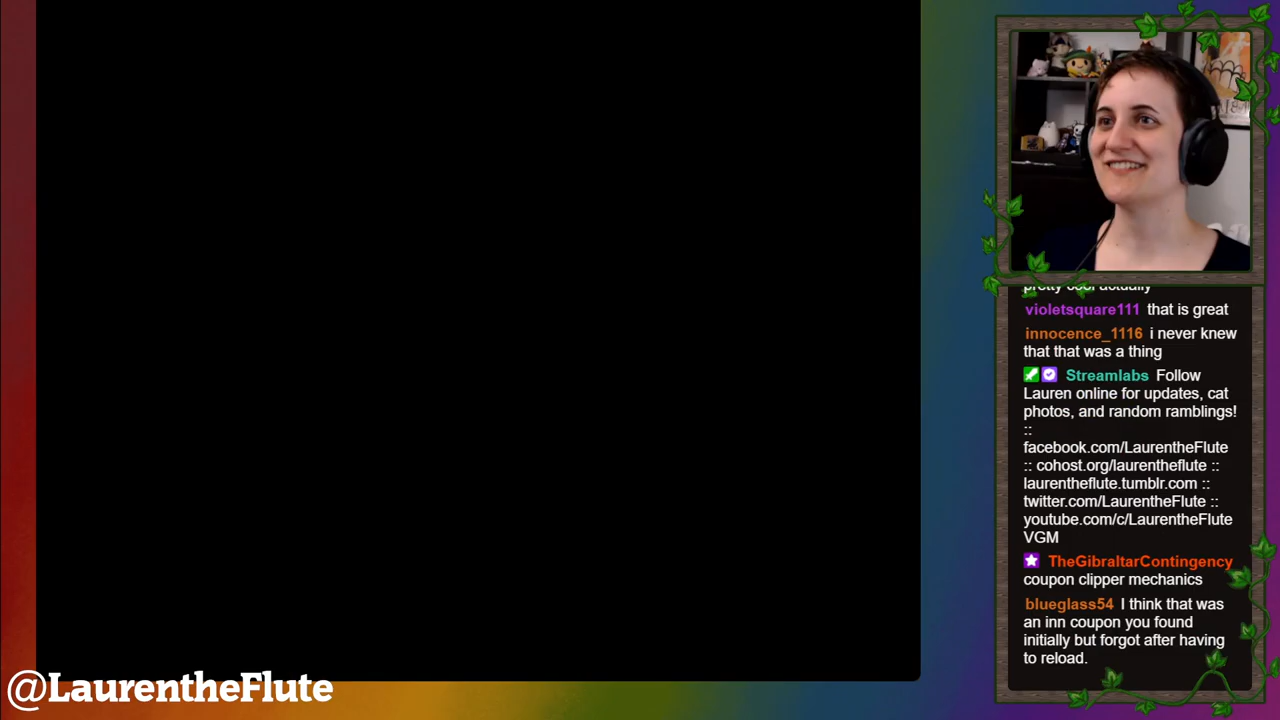 pretty cool actually
violetsquare111 that is great
innocence_1116 i never knew
that that was a thing
Streamlabs Follow
Lauren online for updates, cat
photos, and random ramblings!
::
facebook.com/LaurentheFlute
:: cohost.org/laurentheflute ::
laurentheflute.tumblr.com ::
twitter.com/LaurentheFlute ::
youtube.com/c/LaurentheFlute
VGM
TheGibraltarContingency
coupon clipper mechanics
blueglass54 I think that was
an inn coupon you found
initially but forgot after having
to reload.
@LaurentheFlute